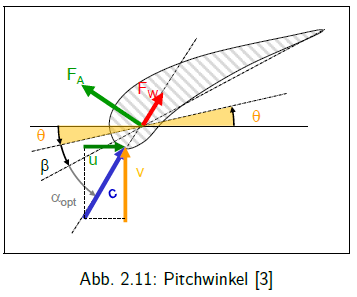 F_A
F_W
θ
θ
β
u
v
α_opt
c
Abb. 2.11: Pitchwinkel [3]